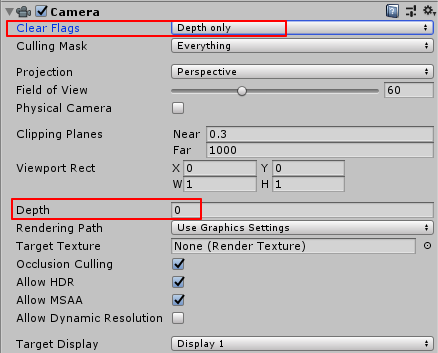 Camera
Clear Flags Depth only
Culling Mask Everything
Projection Perspective
Field of View 60
Physical Camera
Clipping Planes Near 0.3
Far 1000
Viewport Rect X 0 Y 0
W 1 H 1
Depth 0
Rendering Path Use Graphics Settings
Target Texture None (Render Texture)
Occlusion Culling
Allow HDR
Allow MSAA
Allow Dynamic Resolution
Target Display Display 1